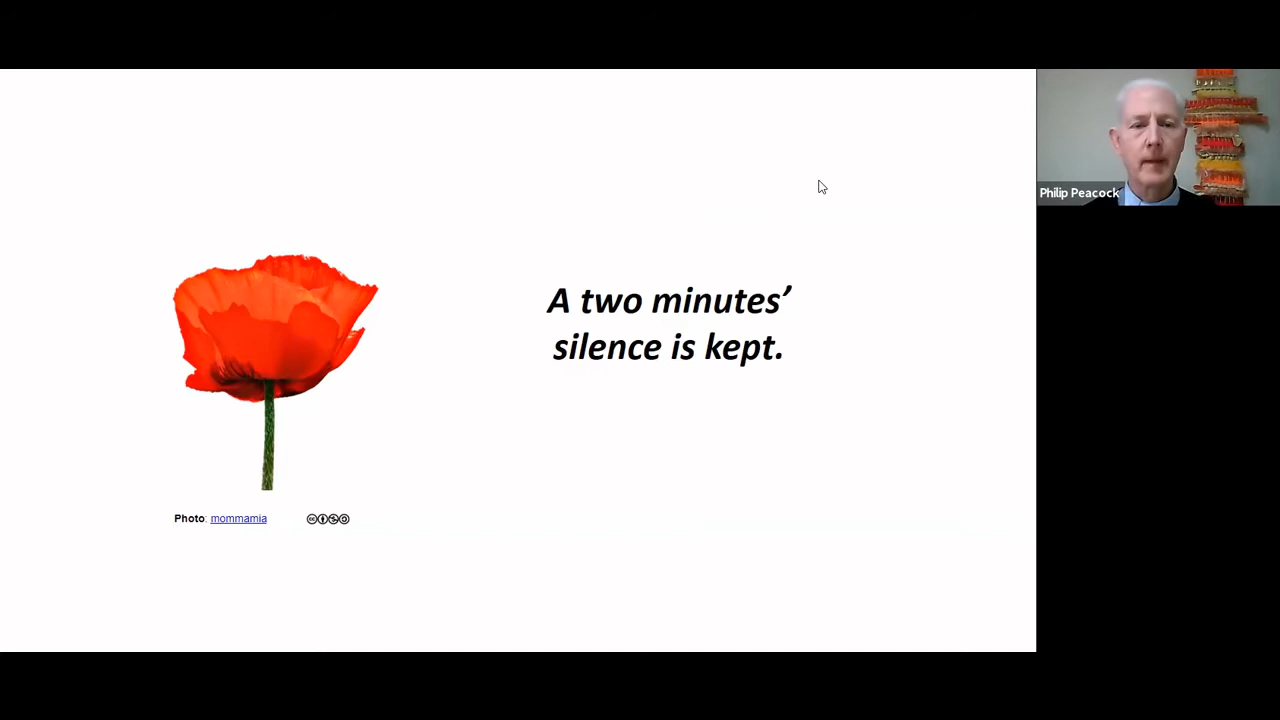 A two minutes’
silence is kept.
Philip Peacock
Photo: mommamia